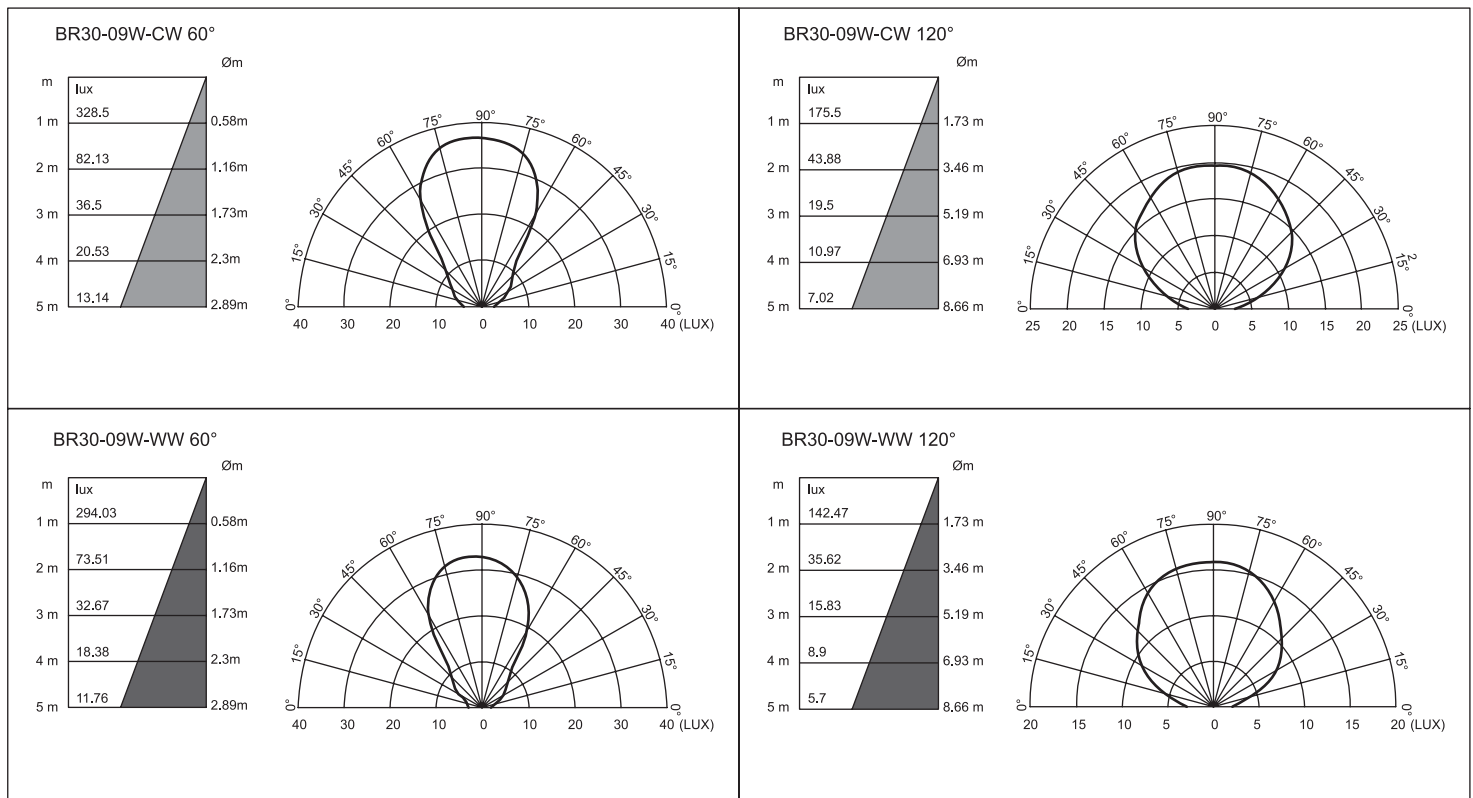 BR30-09W-CW 60°
Øm
m
lux
328.5
1 m
0.58m
82.13
2 m
1.16m
36.5
3 m
1.73m
20.53
4 m
2.3m
13.14
5 m
2.89m
0°
15°
30°
45°
60°
75°
90°
75°
60°
45°
30°
15°
0°
40 30 20 10 0 10 20 30 40 (LUX)
BR30-09W-CW 120°
Øm
m
lux
175.5
1 m
1.73 m
43.88
2 m
3.46 m
19.5
3 m
5.19 m
10.97
4 m
6.93 m
7.02
5 m
8.66 m
0°
15°
30°
45°
60°
75°
90°
75°
60°
45°
30°
2
15°
0°
25 20 15 10 5 0 5 10 15 20 25 (LUX)
BR30-09W-WW 60°
Øm
m
lux
294.03
1 m
0.58m
73.51
2 m
1.16m
32.67
3 m
1.73m
18.38
4 m
2.3m
11.76
5 m
2.89m
0°
15°
30°
45°
60°
75°
90°
75°
60°
45°
30°
15°
0°
40 30 20 10 0 10 20 30 40 (LUX)
BR30-09W-WW 120°
Øm
m
lux
142.47
1 m
1.73 m
35.62
2 m
3.46 m
15.83
3 m
5.19 m
8.9
4 m
6.93 m
5.7
5 m
8.66 m
0°
15°
30°
45°
60°
75°
90°
75°
60°
45°
30°
15°
0°
20 15 10 5 0 5 10 15 20 (LUX)